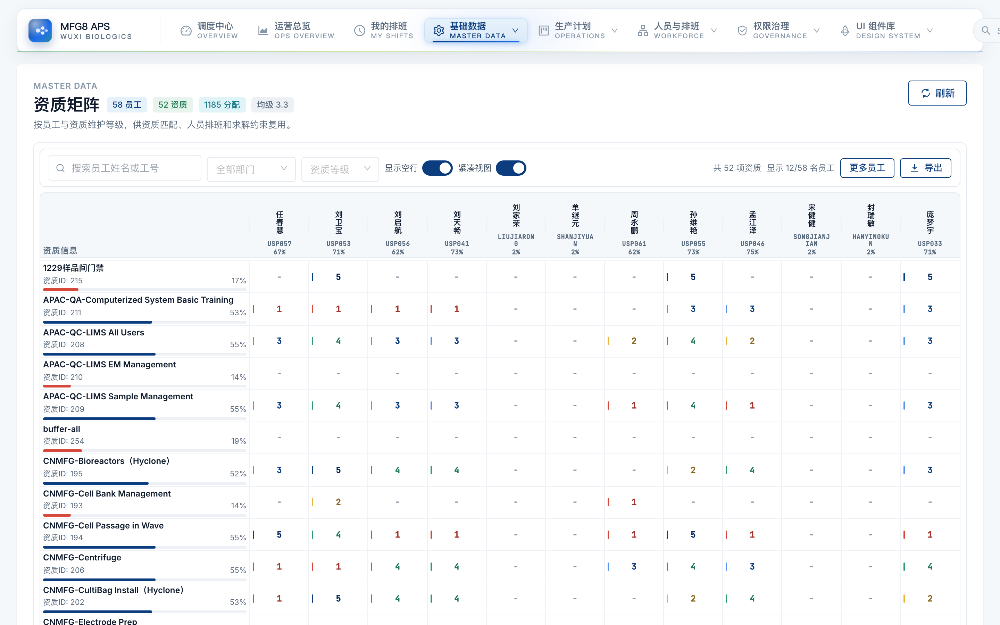 MFG8 APS
WUXI BIOLOGICS
调度中心
OVERVIEW
运营总览
OPS OVERVIEW
我的排班
MY SHIFTS
基础数据
MASTER DATA
生产计划
OPERATIONS
人员与排班
WORKFORCE
权限治理
GOVERNANCE
UI 组件库
DESIGN SYSTEM
MASTER DATA
资质矩阵 58 员工 52 资质 1185 分配 均级 3.3
刷新
按员工与资质维护等级，供资质匹配、人员排班和求解约束复用。
搜索员工姓名或工号 全部部门 资质等级 显示空行 紧凑视图 共 52 项资质 显示 12/58 名员工 更多员工 导出
资质信息
任春慧
USP057
67%
刘卫宝
USP053
71%
刘启航
USP056
62%
刘天畅
USP041
73%
刘家荣
LIUJIARON
G
2%
单继元
SHANJIYUA
N
2%
周永鹏
USP061
62%
孙维艳
USP055
73%
孟江泽
USP046
75%
宋健健
SONGJIANJ
IAN
2%
封瑞敏
HANYINGKU
N
2%
庞梦宇
USP033
71%
1229样品间门禁
资质ID: 215 17%
- 5 - - - - - 5 - - - 5
APAC-QA-Computerized System Basic Training
资质ID: 211 53%
1 1 1 1 - - - 3 3 - - 3
APAC-QC-LIMS All Users
资质ID: 208 55%
3 4 3 3 - - 2 4 2 - - 3
APAC-QC-LIMS EM Management
资质ID: 210 14%
- - - - - - - - - - - -
APAC-QC-LIMS Sample Management
资质ID: 209 55%
3 4 3 3 - - 1 4 1 - - 3
buffer-all
资质ID: 254 19%
- - - - - - - - - - - -
CNMFG-Bioreactors（Hyclone）
资质ID: 195 52%
3 5 4 4 - - - 2 4 - - 3
CNMFG-Cell Bank Management
资质ID: 193 14%
- 2 - - - - 1 - - - - -
CNMFG-Cell Passage in Wave
资质ID: 194 55%
5 4 1 1 - - 1 5 1 - - 1
CNMFG-Centrifuge
资质ID: 206 55%
1 1 4 4 - - 3 4 3 - - 4
CNMFG-CultiBag Install（Hyclone）
资质ID: 202 53%
1 5 4 4 - - - 2 4 - - 2
CNMFG-Electrode Prep